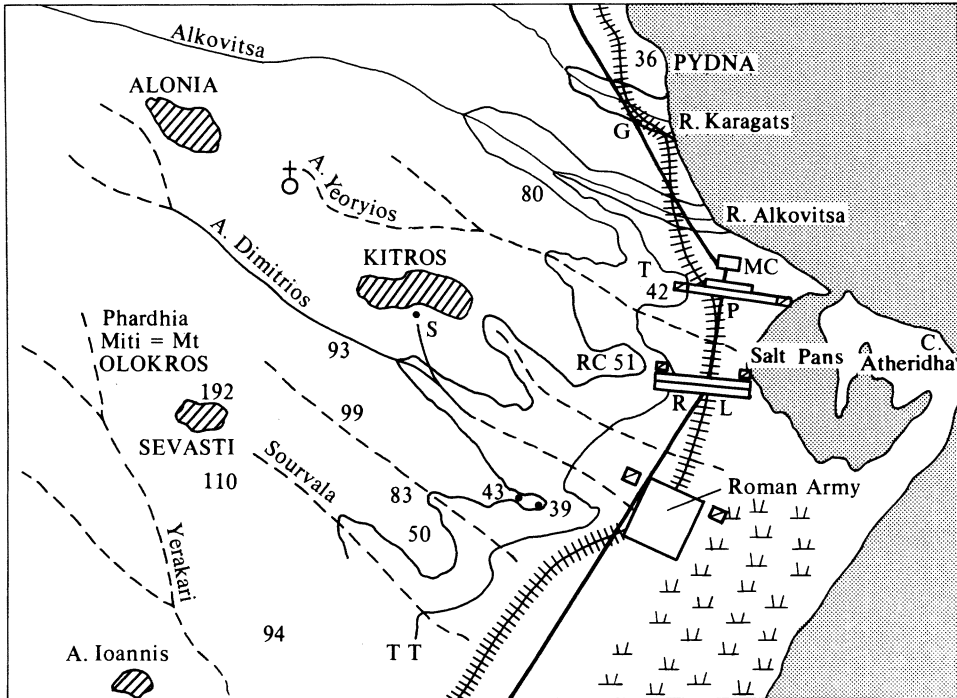 Alkovitsa
36
PYDNA
ALONIA
G
R. Karagats
A. Yeoryios
80
R. Alkovitsa
A. Dimitrios
KITROS
T
MC
42
P
S
Phardhia
Miti = Mt
OLOKROS
93
RC 51
Salt Pans
C.
Atheridha
192
99
R
L
SEVASTI
110
Sourvala
83
43
39
Roman Army
50
Yerakari
94
T T
A. Ioannis